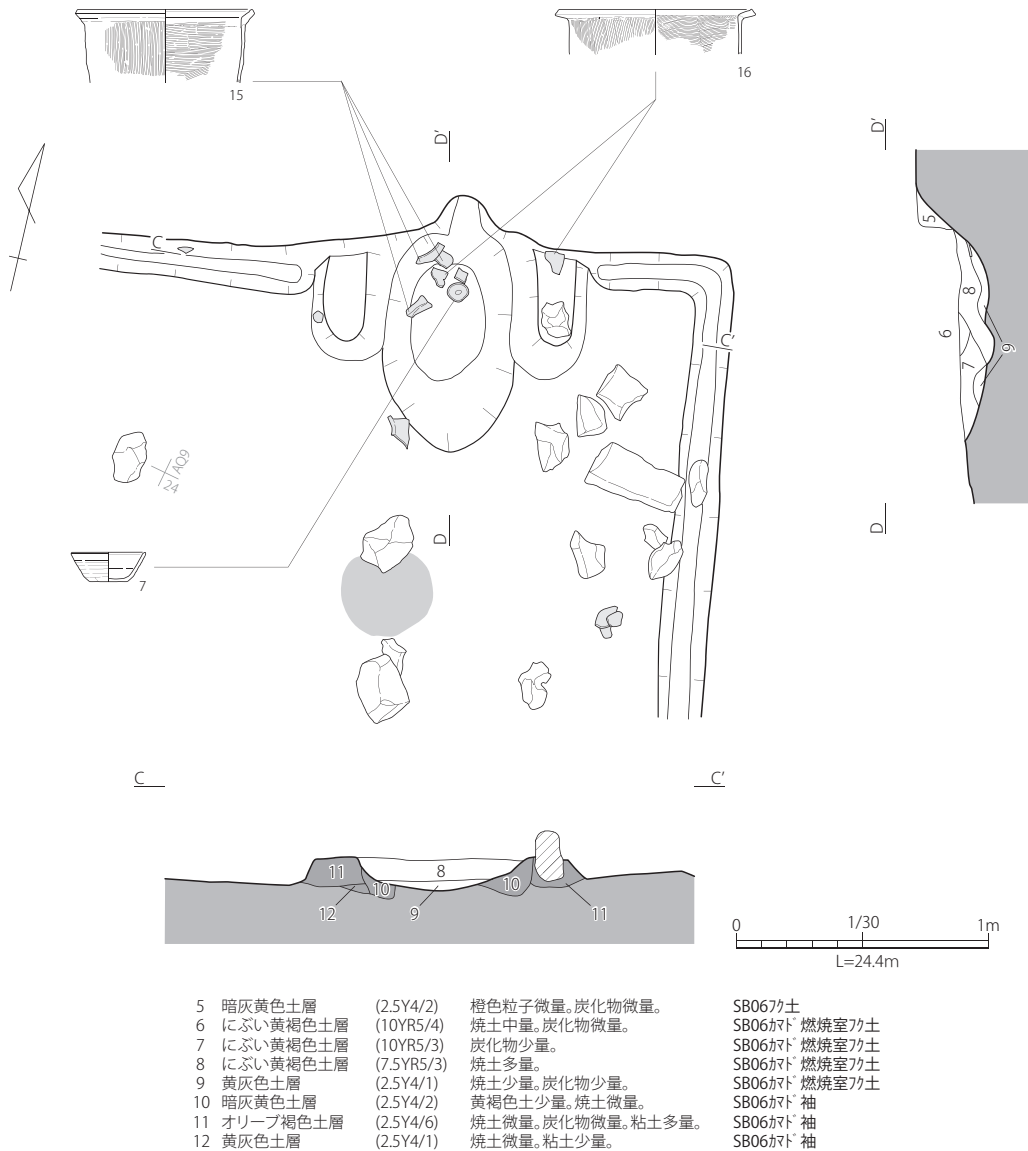 15
16
D'
D'
C
C'
AQ9
24
D
D
7
5
8
6
7
9
C
C'
11
8
10
10
12
9
11
0
1/30
1m
L=24.4m
5 暗灰黄色土層 (2.5Y4/2) 橙色粒子微量。炭化物微量。 SB06ﾌｸ土
6 にぶい黄褐色土層 (10YR5/4) 焼土中量。炭化物微量。 SB06ｶﾏﾄﾞ燃焼室ﾌｸ土
7 にぶい黄褐色土層 (10YR5/3) 炭化物少量。 SB06ｶﾏﾄﾞ燃焼室ﾌｸ土
8 にぶい黄褐色土層 (7.5YR5/3) 焼土多量。 SB06ｶﾏﾄﾞ燃焼室ﾌｸ土
9 黄灰色土層 (2.5Y4/1) 焼土少量。炭化物少量。 SB06ｶﾏﾄﾞ燃焼室ﾌｸ土
10 暗灰黄色土層 (2.5Y4/2) 黄褐色土少量。焼土微量。 SB06ｶﾏﾄﾞ袖
11 オリーブ褐色土層 (2.5Y4/6) 焼土微量。炭化物微量。粘土多量。 SB06ｶﾏﾄﾞ袖
12 黄灰色土層 (2.5Y4/1) 焼土微量。粘土少量。 SB06ｶﾏﾄﾞ袖